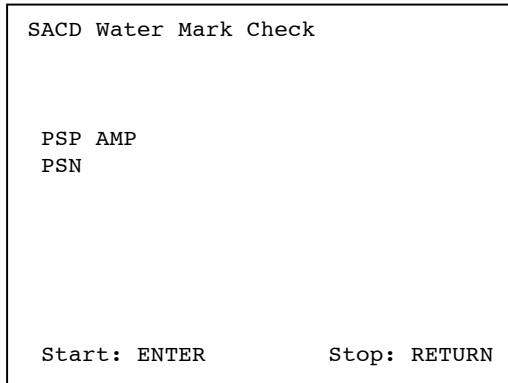 SACD Water Mark Check
PSP AMP
PSN
Start: ENTER Stop: RETURN